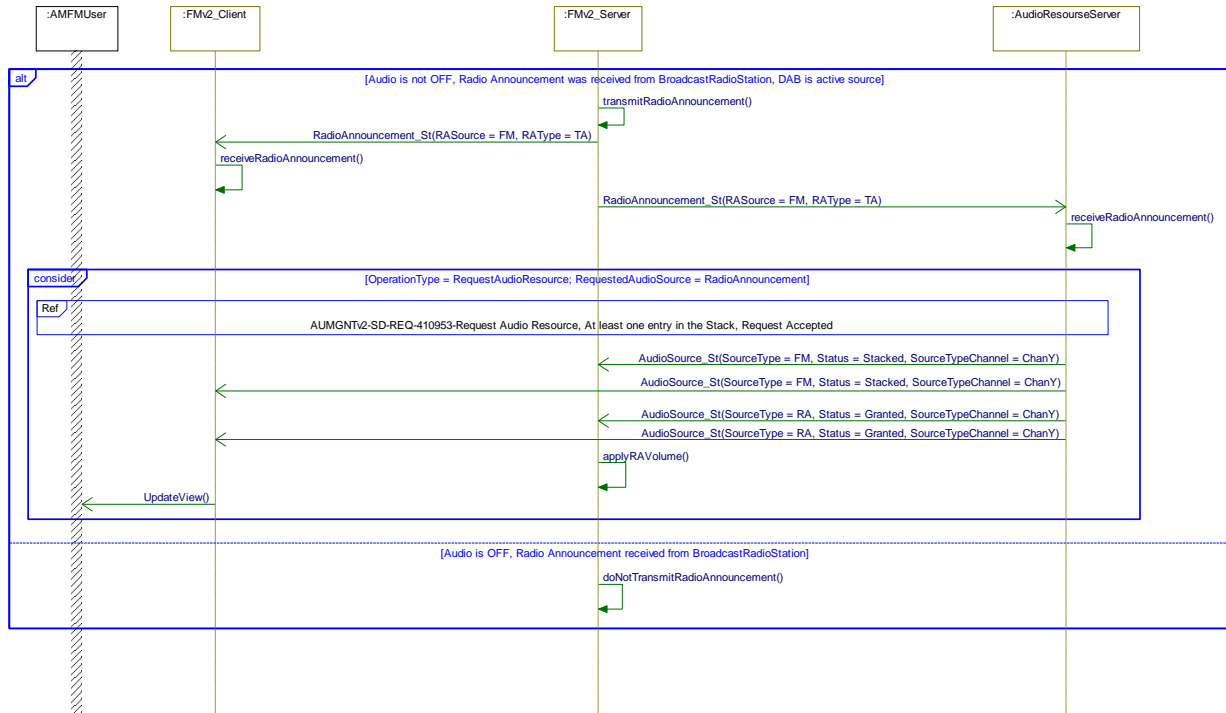 :AMFMUser
:FMv2_Client
:FMv2_Server
:AudioResourseServer
alt
[Audio is not OFF, Radio Announcement was received from BroadcastRadioStation, DAB is active source]
transmitRadioAnnouncement()
RadioAnnouncement_St(RASource = FM, RAType = TA)
receiveRadioAnnouncement()
RadioAnnouncement_St(RASource = FM, RAType = TA)
receiveRadioAnnouncement()
consider
[OperationType = RequestAudioResource; RequestedAudioSource = RadioAnnouncement]
Ref
AUMGNTv2-SD-REQ-410953-Request Audio Resource, At least one entry in the Stack, Request Accepted
AudioSource_St(SourceType = FM, Status = Stacked, SourceTypeChannel = ChanY)
AudioSource_St(SourceType = FM, Status = Stacked, SourceTypeChannel = ChanY)
AudioSource_St(SourceType = RA, Status = Granted, SourceTypeChannel = ChanY)
AudioSource_St(SourceType = RA, Status = Granted, SourceTypeChannel = ChanY)
applyRAVolume()
UpdateView()
[Audio is OFF, Radio Announcement received from BroadcastRadioStation]
doNotTransmitRadioAnnouncement()